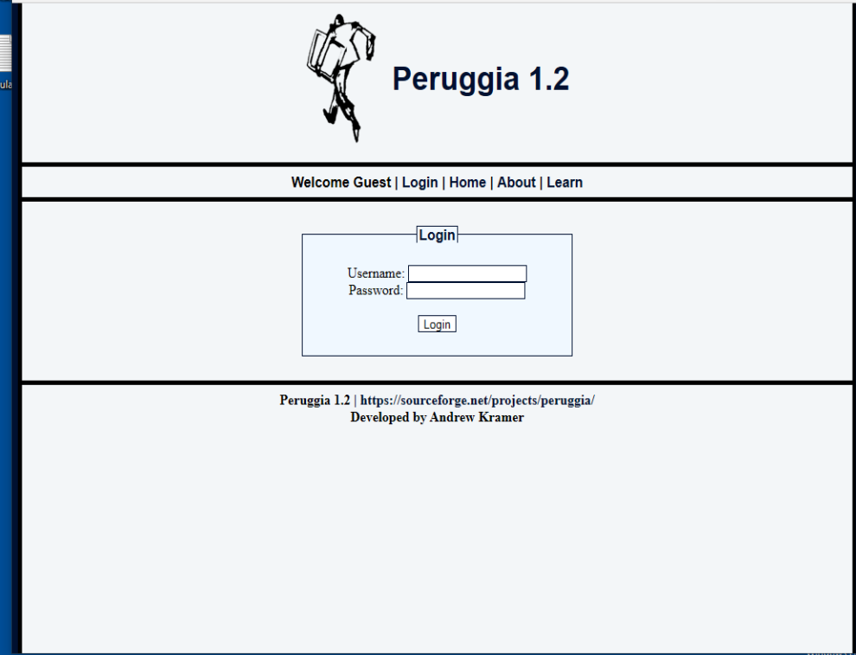 Peruggia 1.2
Welcome Guest | Login | Home | About | Learn
Login
Username:
Password:
Login
Peruggia 1.2 | https://sourceforge.net/projects/peruggia/
Developed by Andrew Kramer
ula